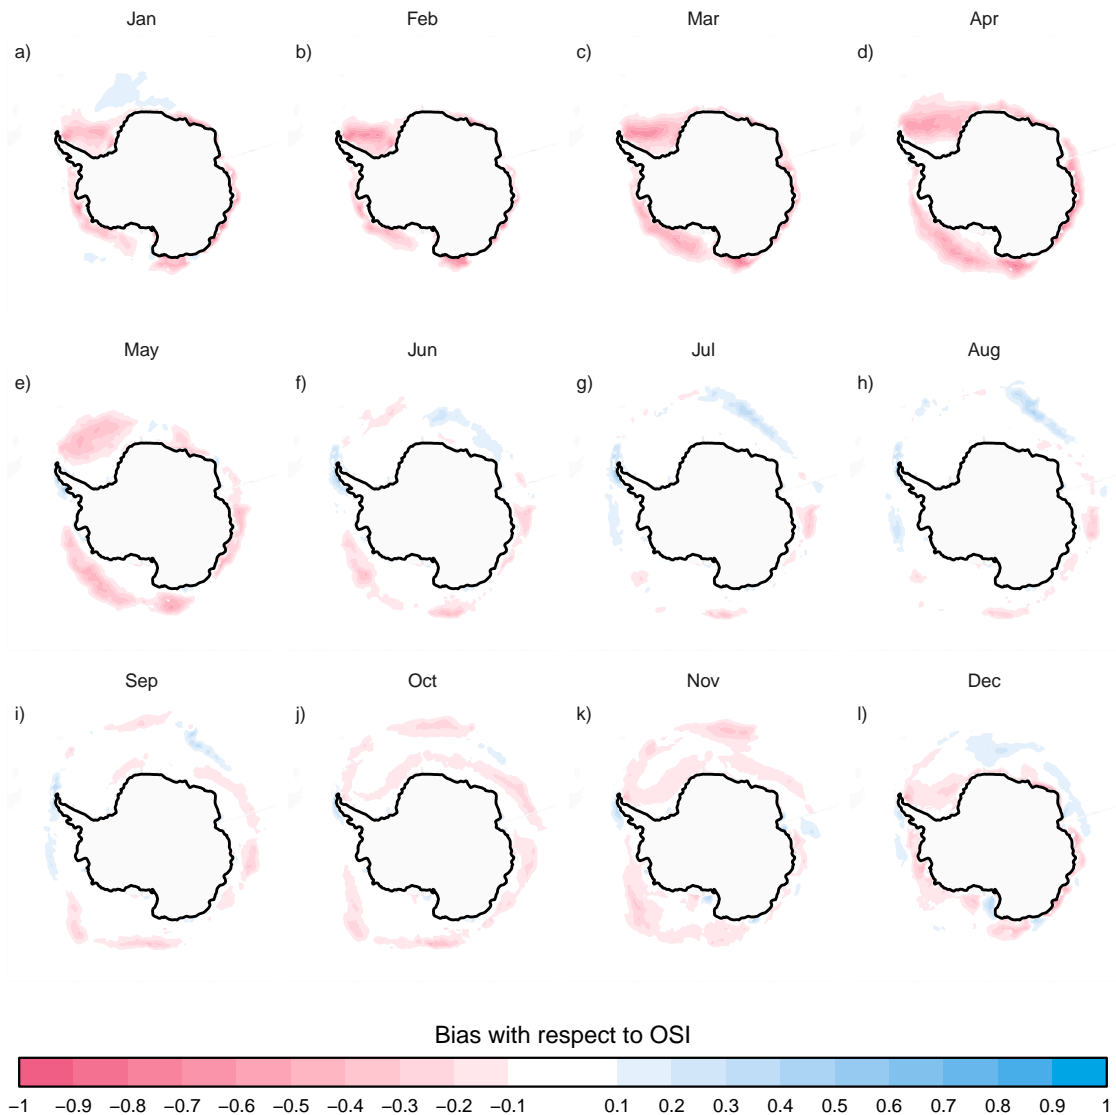 Jan Feb Mar Apr
a) b) c) d)
May Jun Jul Aug
e) f) g) h)
Sep Oct Nov Dec
i) j) k) l)
Bias with respect to OSI
−1 −0.9 −0.8 −0.7 −0.6 −0.5 −0.4 −0.3 −0.2 −0.1 0.1 0.2 0.3 0.4 0.5 0.6 0.7 0.8 0.9 1